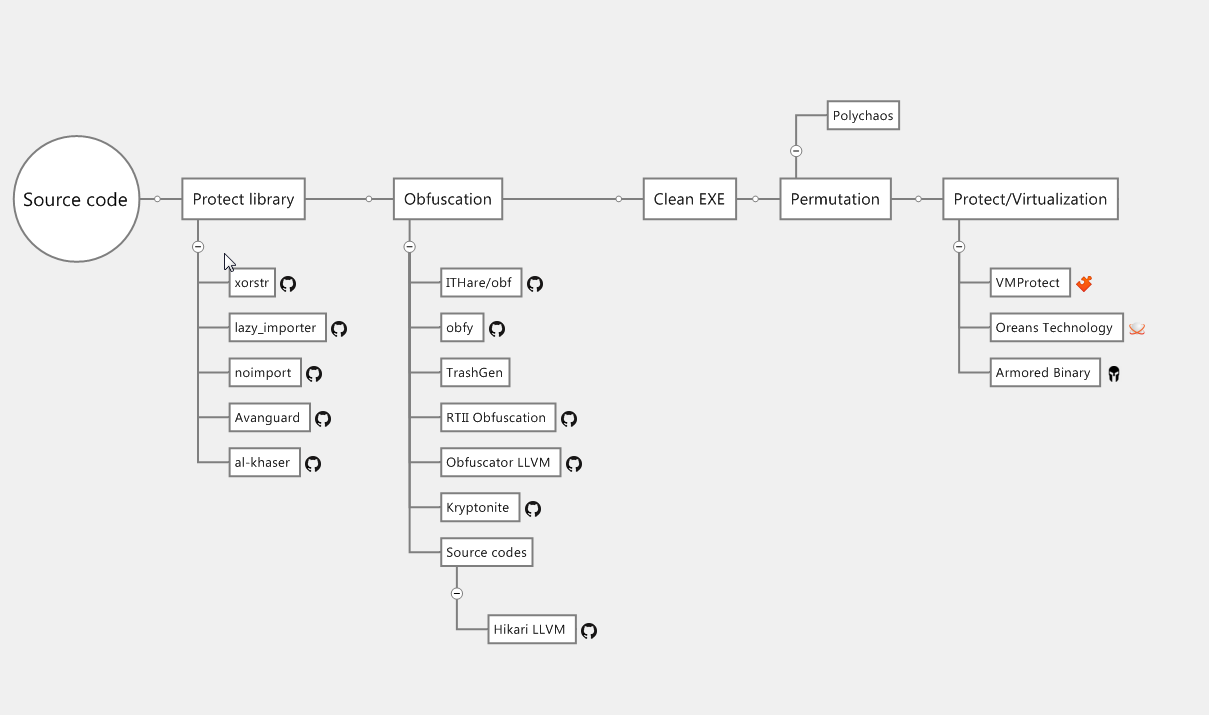 Source code
Protect library
Obfuscation
Clean EXE
Permutation
Protect/Virtualization
Polychaos
xorstr
lazy_importer
noimport
Avanguard
al-khaser
ITHare/obf
obfy
TrashGen
RTII Obfuscation
Obfuscator LLVM
Kryptonite
Source codes
Hikari LLVM
VMProtect
Oreans Technology
Armored Binary